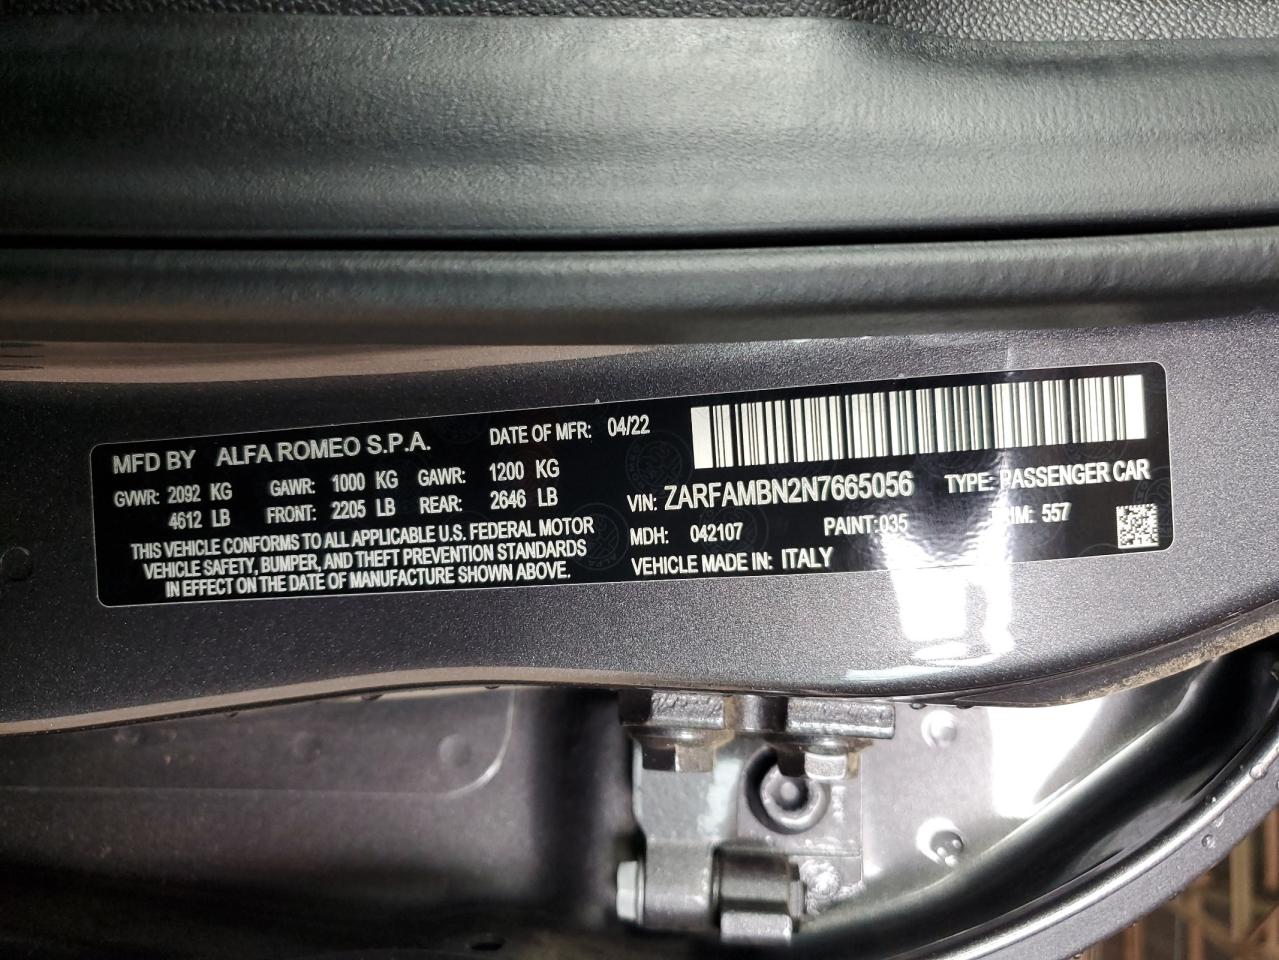 MFD BY ALFA ROMEO S.P.A. DATE OF MFR: 04/22
GVWR: 2092 KG GAWR: 1000 KG GAWR: 1200 KG
4612 LB FRONT: 2205 LB REAR: 2646 LB
THIS VEHICLE CONFORMS TO ALL APPLICABLE U.S. FEDERAL MOTOR
VEHICLE SAFETY, BUMPER, AND THEFT PREVENTION STANDARDS
IN EFFECT ON THE DATE OF MANUFACTURE SHOWN ABOVE.
VIN: ZARFAMBN2N7665056 TYPE: PASSENGER CAR
MDH: 042107 PAINT: 035 TRIM: 557
VEHICLE MADE IN: ITALY